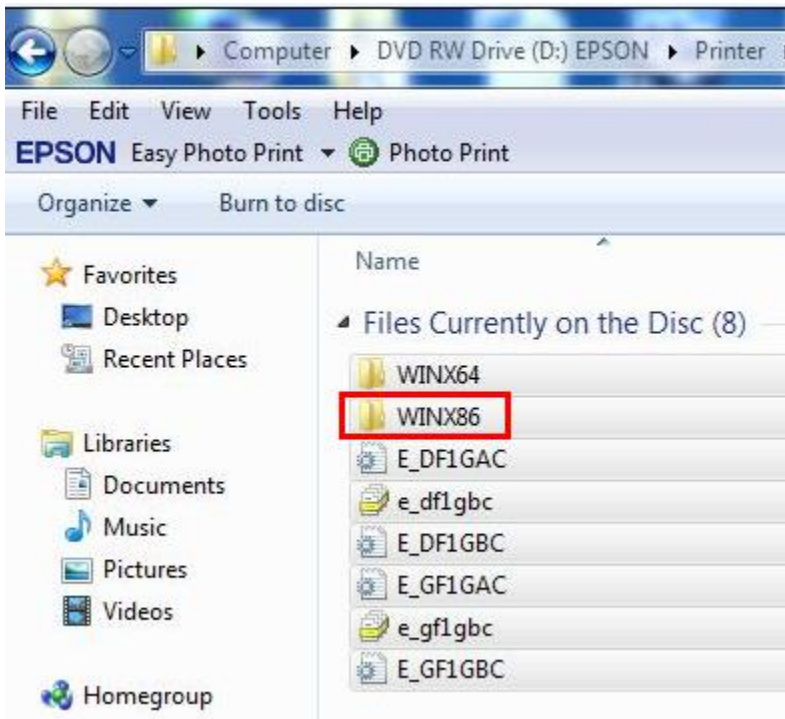 Computer DVD RW Drive (D:) EPSON Printer
File Edit View Tools Help
EPSON Easy Photo Print Photo Print
Organize Burn to disc
Favorites
Desktop
Recent Places
Libraries
Documents
Music
Pictures
Videos
Homegroup
Name
Files Currently on the Disc (8)
WINX64
WINX86
E_DF1GAC
e_df1gbc
E_DF1GBC
E_GF1GAC
e_gf1gbc
E_GF1GBC